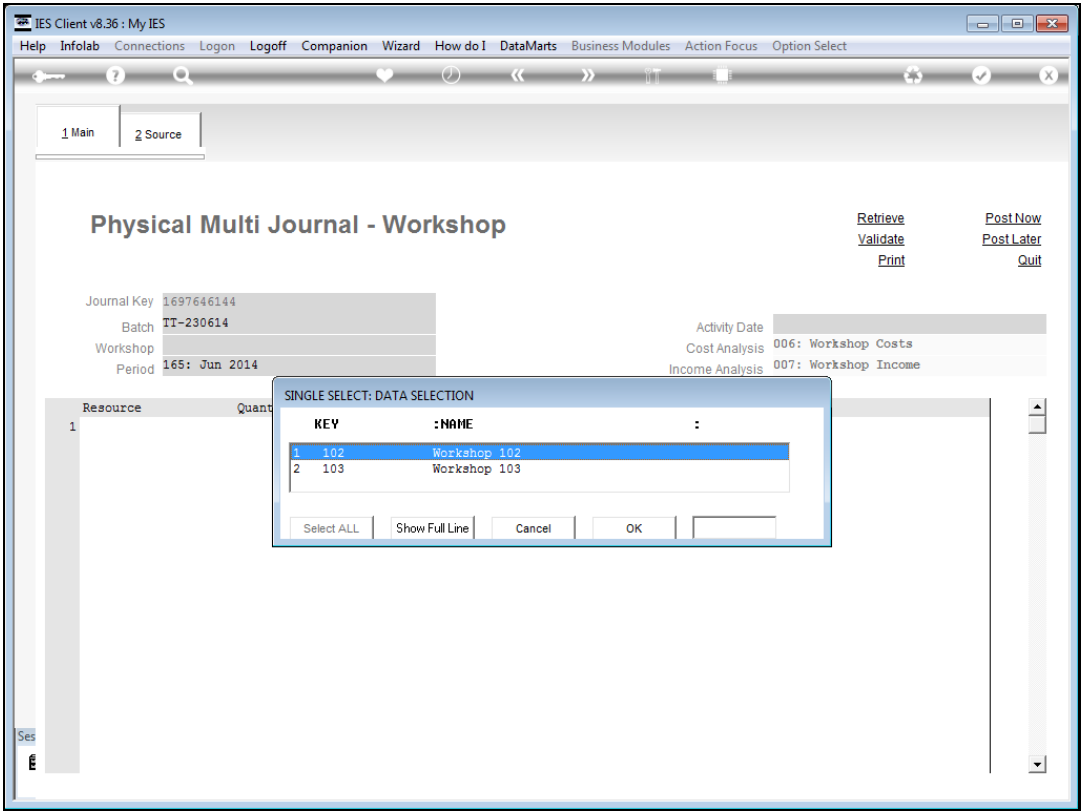 IES Client v8.36 : My IES
Help Infolab Connections Logon Logoff Companion Wizard How do I DataMarts Business Modules Action Focus Option Select
1 Main 2 Source
Physical Multi Journal - Workshop
Retrieve Post Now
Validate Post Later
Print Quit
Journal Key 1697646144
Batch TT-230614 Activity Date
Workshop Cost Analysis 006: Workshop Costs
Period 165: Jun 2014 Income Analysis 007: Workshop Income
Resource Quant
1
SINGLE SELECT: DATA SELECTION
KEY :NAME :
1 102 Workshop 102
2 103 Workshop 103
Select ALL Show Full Line Cancel OK
Ses